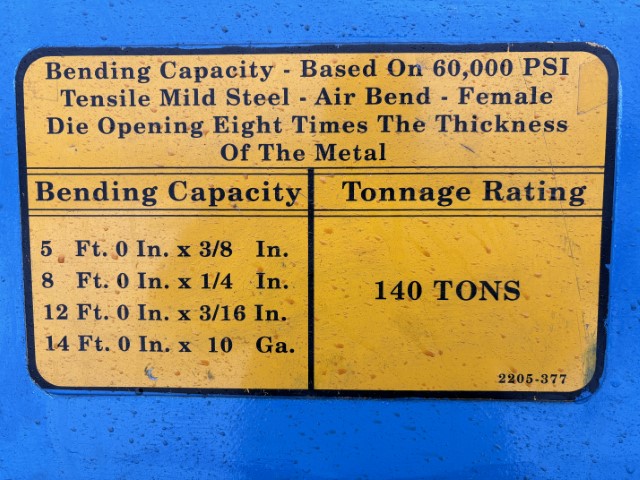 Bending Capacity - Based On 60,000 PSI
Tensile Mild Steel - Air Bend - Female
Die Opening Eight Times The Thickness
Of The Metal
Bending Capacity
Tonnage Rating
5 Ft. 0 In. x 3/8 In.
8 Ft. 0 In. x 1/4 In.
12 Ft. 0 In. x 3/16 In.
14 Ft. 0 In. x 10 Ga.
140 TONS
2205-377